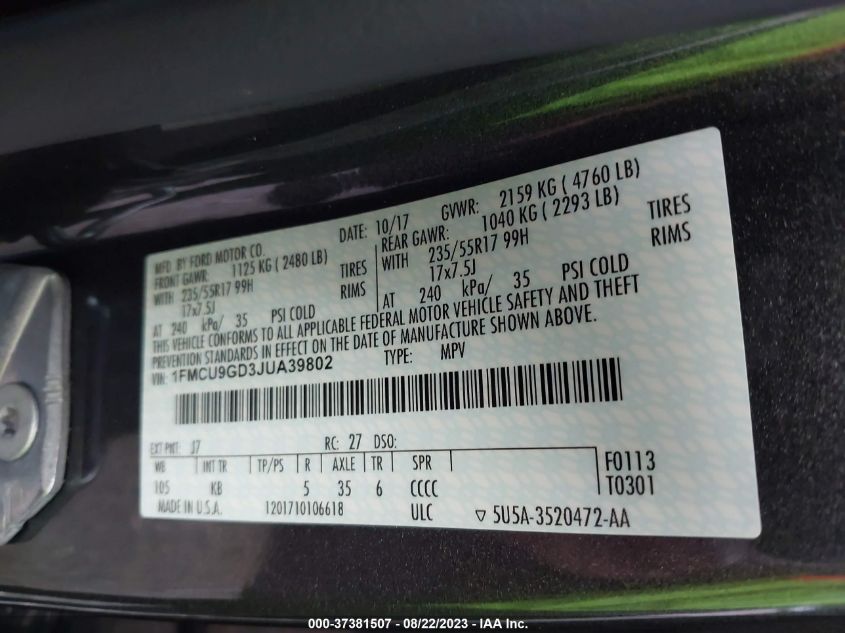 MFD BY FORD MOTOR CO.
DATE: 10/17
GVWR: 2159 KG ( 4760 LB)
FRONT GAWR: 1125 KG ( 2480 LB)
REAR GAWR: 1040 KG ( 2293 LB)
WITH 235/55R17 99H TIRES
WITH 235/55R17 99H TIRES
17x7.5J RIMS
17x7.5J RIMS
AT 240 kPa/ 35 PSI COLD
AT 240 kPa/ 35 PSI COLD
THIS VEHICLE CONFORMS TO ALL APPLICABLE FEDERAL MOTOR VEHICLE SAFETY AND THEFT
PREVENTION STANDARDS IN EFFECT ON THE DATE OF MANUFACTURE SHOWN ABOVE.
VIN: 1FMCU9GD3JUA39802
TYPE: MPV
EXT PNT: J7 RC: 27 DSO:
WB INT TR TP/PS R AXLE TR SPR
105 KB 5 35 6 CCCC
F0113
T0301
MADE IN U.S.A. 1201710106618 ULC ▽ 5U5A-3520472-AA
000-37381507 - 08/22/2023 - IAA Inc.